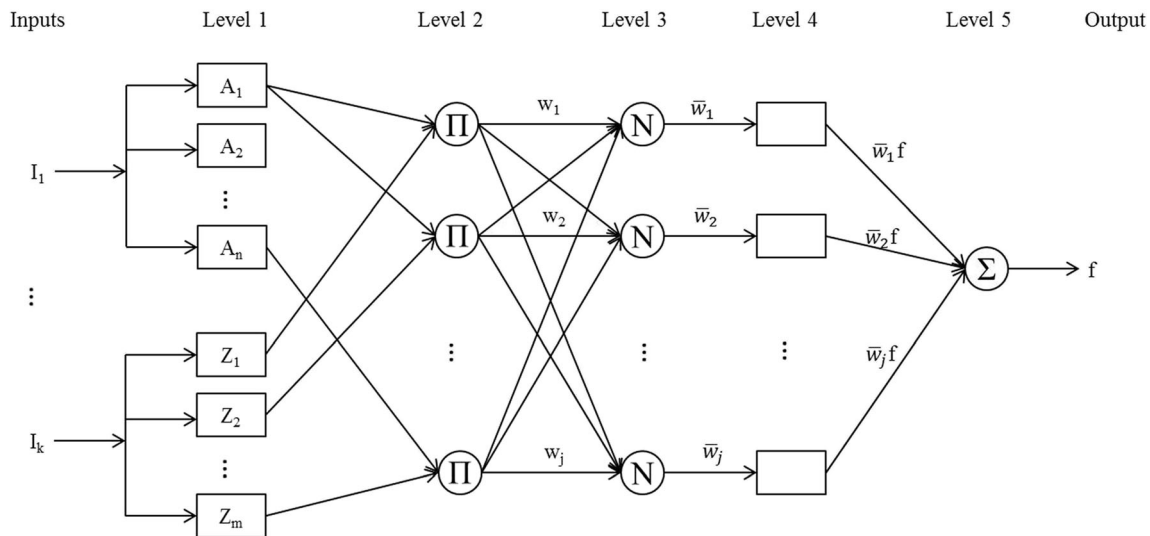 Inputs Level 1 Level 2 Level 3 Level 4 Level 5 Output
A₁
Π w₁ N w̅₁
A₂
w̅₁f
I₁
...
Π w₂ N w̅₂
w̅₂f
Aₙ
Σ f
...
Z₁
... ... ...
w̅ⱼf
Z₂
Iₖ
...
Π wⱼ N w̅ⱼ
Zₘ